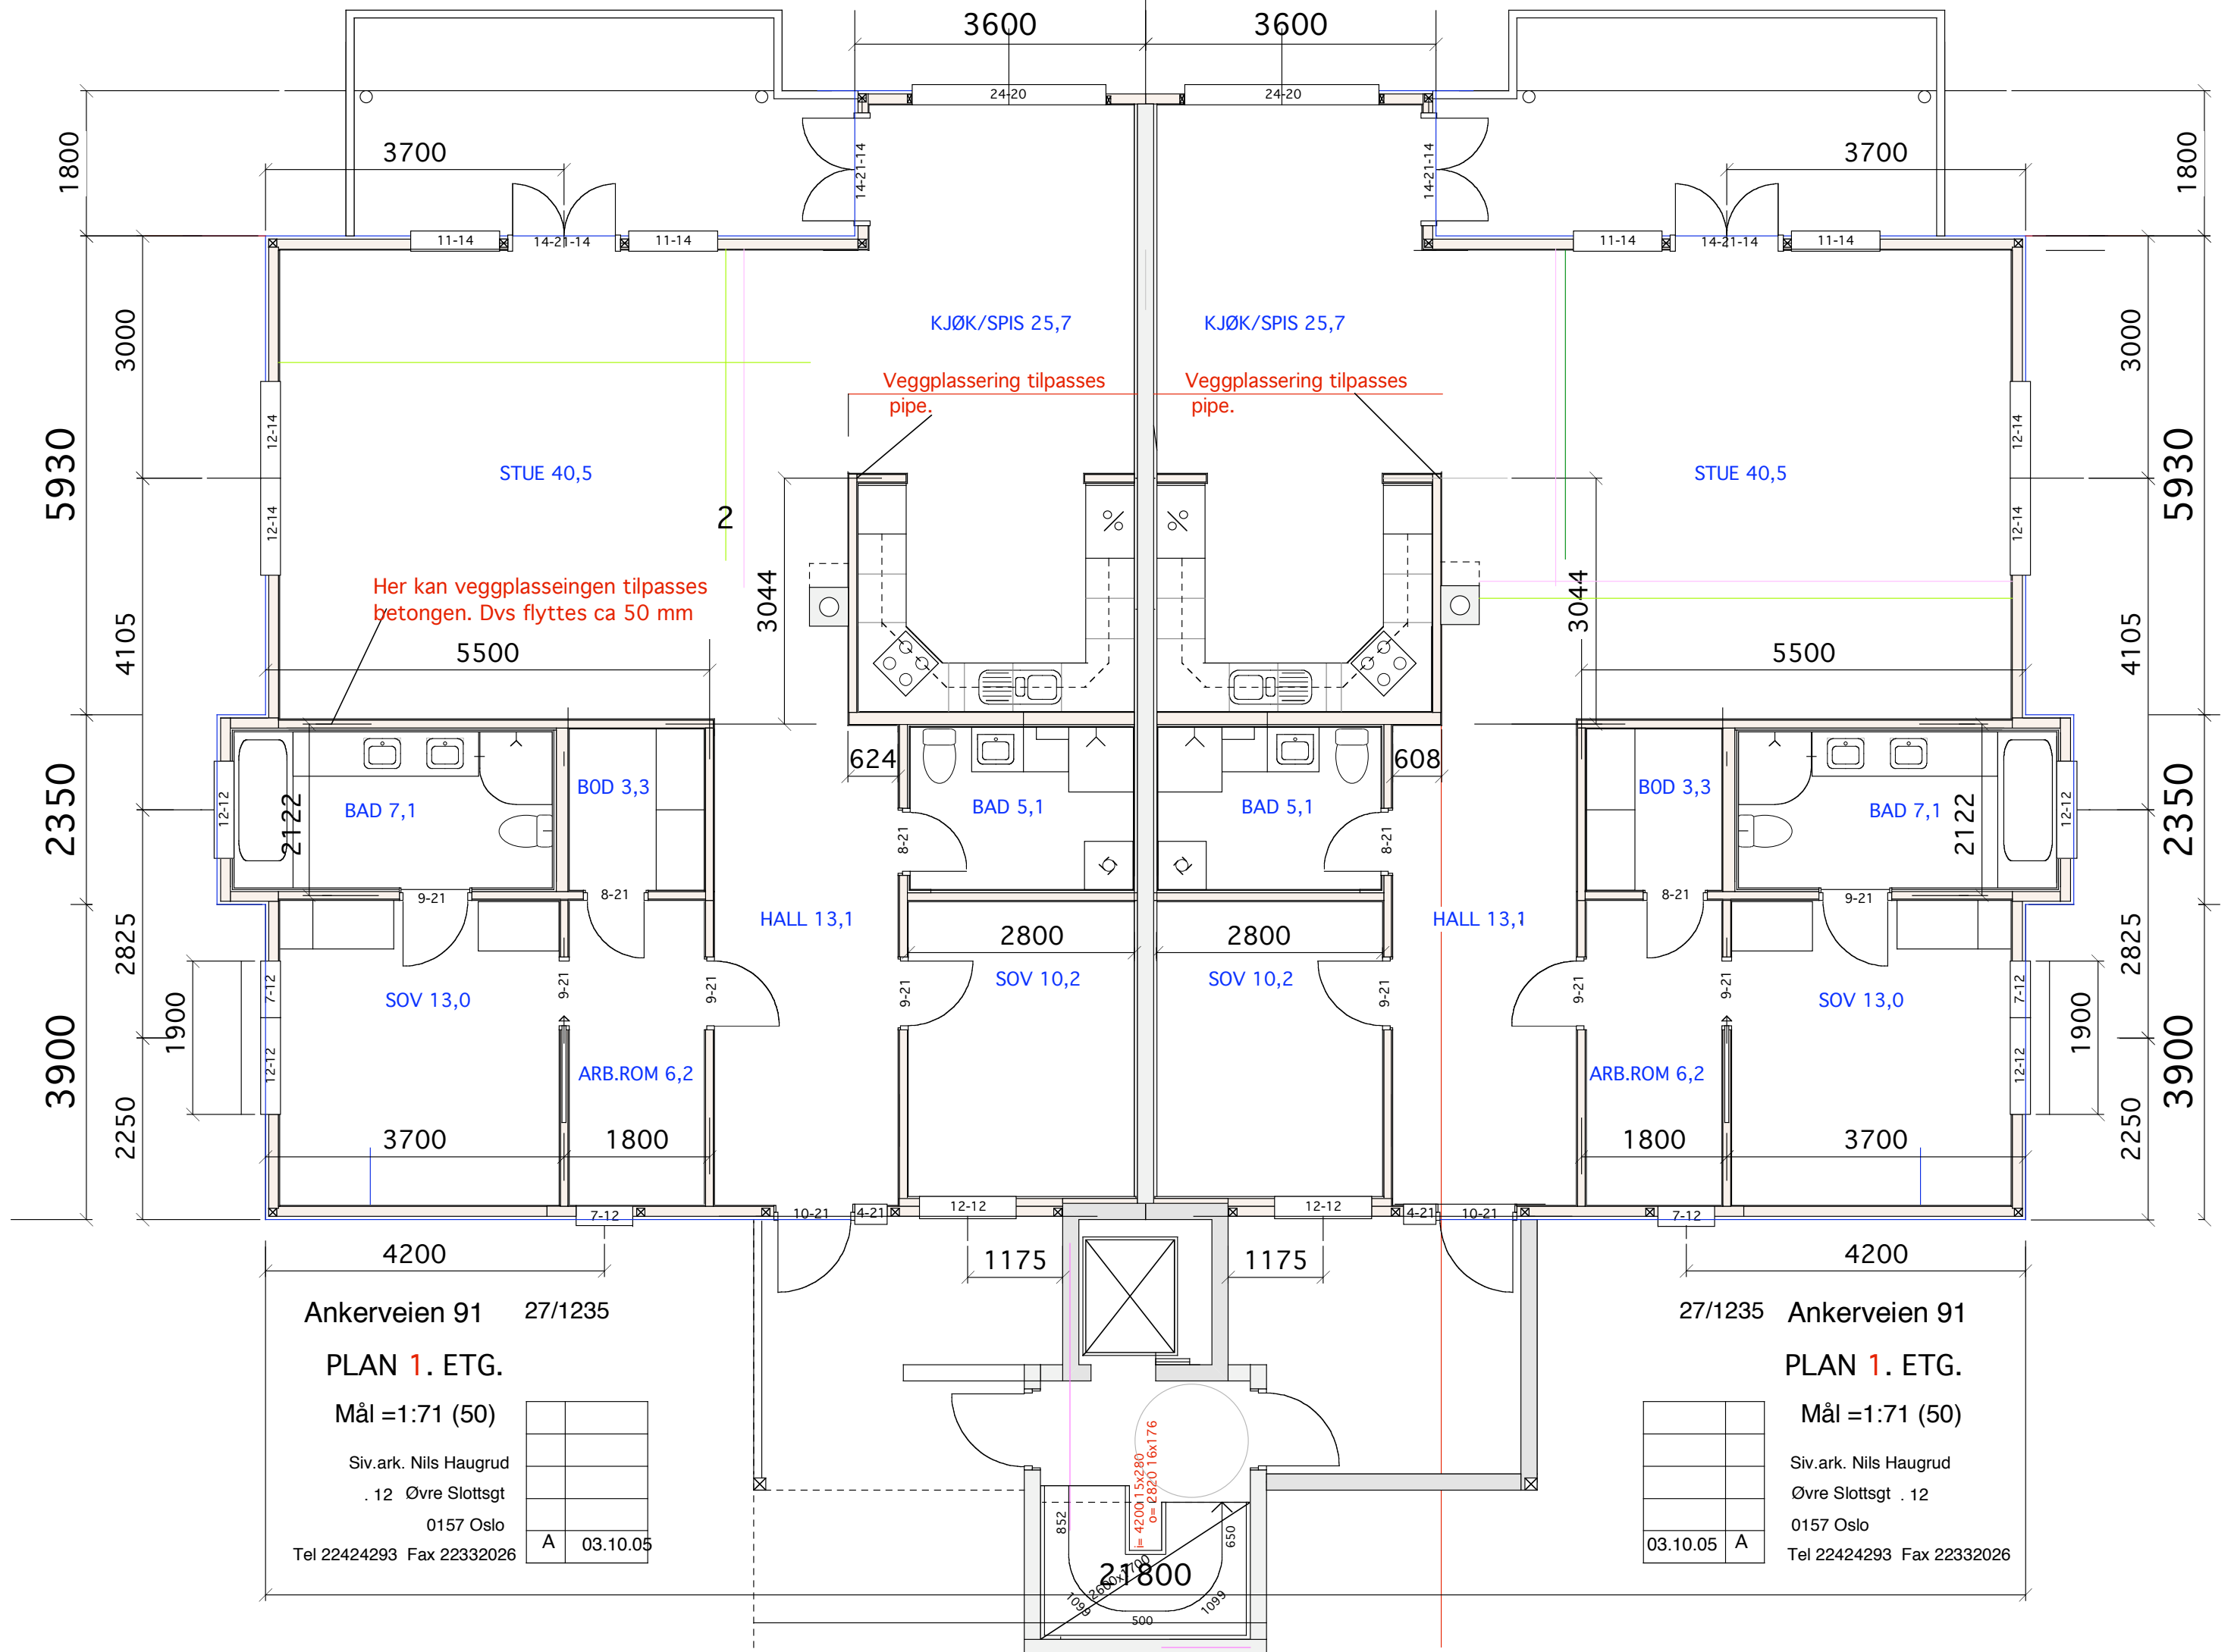 3600 3600
24-20 24-20
1800 3700 14-21-14 14-21-14 3700 1800
11-14 14-21-14 11-14 11-14 14-21-14 11-14
3000 KJØK/SPIS 25,7 KJØK/SPIS 25,7 3000
Veggplassering tilpasses
pipe.
Veggplassering tilpasses
pipe.
5930 12-14 12-14 5930
STUE 40,5 STUE 40,5
12-14 2 12-14
Her kan veggplasseingen tilpasses
betongen. Dvs flyttes ca 50 mm
3044 3044
4105 5500 5500 4105
624 608
2350 12-12 BAD 7,1 2122 BOD 3,3 BAD 5,1 BAD 5,1 BOD 3,3 BAD 7,1 2122 12-12 2350
8-21 8-21
9-21 8-21 8-21 9-21
2825 HALL 13,1 HALL 13,1 2825
2800 2800
7-12 SOV 13,0 9-21 9-21 9-21 SOV 10,2 SOV 10,2 9-21 9-21 9-21 SOV 13,0 7-12
1900 1900
3900 12-12 ARB.ROM 6,2 ARB.ROM 6,2 12-12 3900
2250 3700 1800 1800 3700 2250
7-12 10-21 4-21 12-12 12-12 4-21 10-21 7-12
4200 1175 1175 4200
Ankerveien 91 27/1235
PLAN 1. ETG.
Mål =1:71 (50)
Siv.ark. Nils Haugrud
. 12 Øvre Slottsgt
0157 Oslo
A 03.10.05
Tel 22424293 Fax 22332026
i= 4200 15x280
o= 2820 16x176
852 650
21800
2600x1700
1099 1099
500
27/1235 Ankerveien 91
PLAN 1. ETG.
Mål =1:71 (50)
Siv.ark. Nils Haugrud
Øvre Slottsgt . 12
0157 Oslo
03.10.05 A
Tel 22424293 Fax 22332026